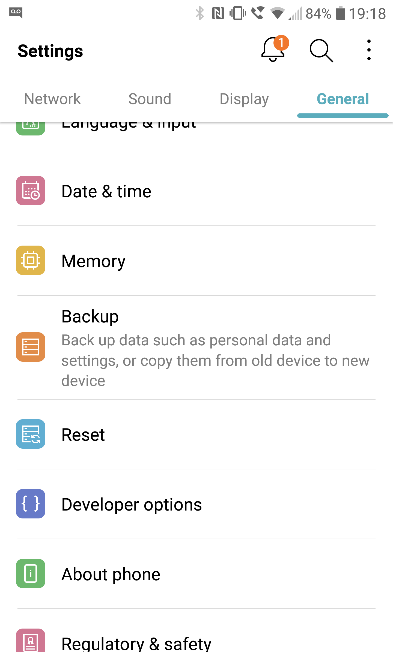 84% 19:18
Settings
1
Network Sound Display General
Language & input
Date & time
Memory
Backup
Back up data such as personal data and
settings, or copy them from old device to new
device
Reset
Developer options
About phone
Regulatory & safety